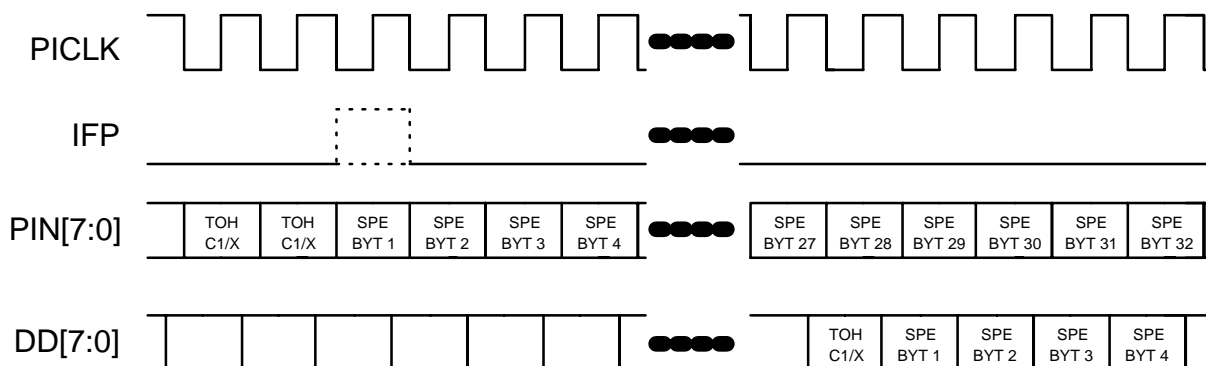 PICLK
IFP
PIN[7:0]
TOH
C1/X
TOH
C1/X
SPE
BYT 1
SPE
BYT 2
SPE
BYT 3
SPE
BYT 4
SPE
BYT 27
SPE
BYT 28
SPE
BYT 29
SPE
BYT 30
SPE
BYT 31
SPE
BYT 32
DD[7:0]
TOH
C1/X
SPE
BYT 1
SPE
BYT 2
SPE
BYT 3
SPE
BYT 4